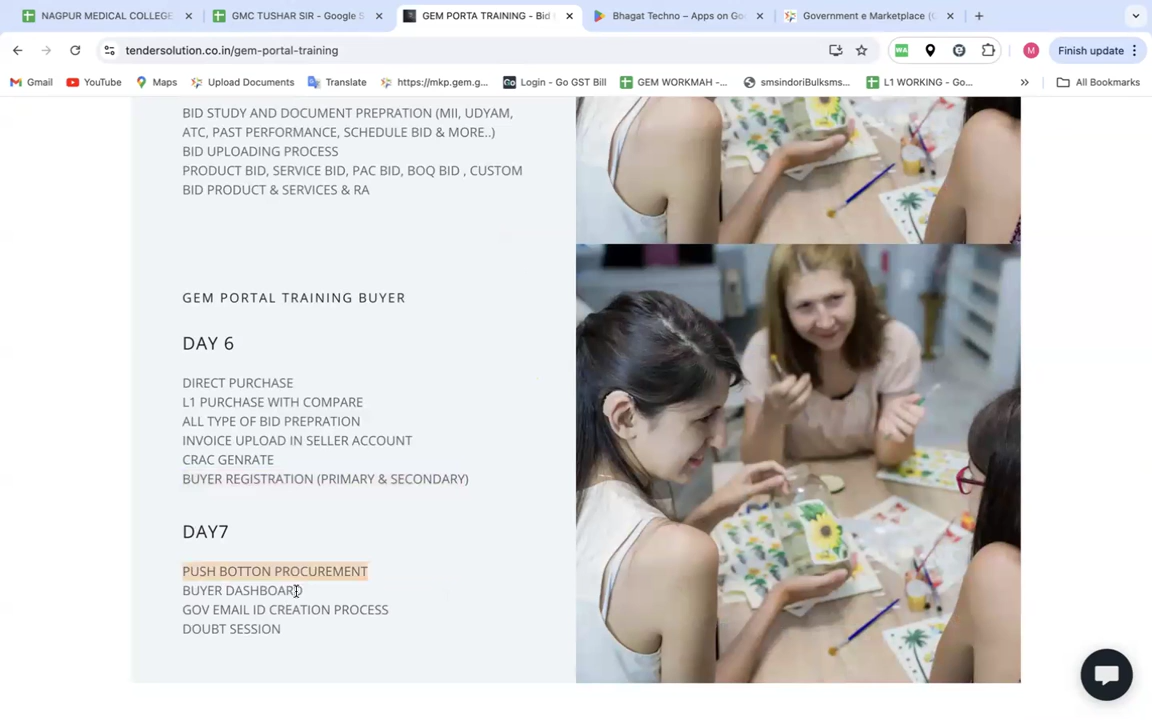 NAGPUR MEDICAL COLLEGE
GMC TUSHAR SIR - Google S
GEM PORTA TRAINING - Bid
Bhagat Techno – Apps on Go
Government e Marketplace (
tendersolution.co.in/gem-portal-training
WA
M
Finish update
Gmail
YouTube
Maps
Upload Documents
Translate
https://mkp.gem.g...
Login - Go GST Bill
GEM WORKMAH -...
smsindoriBulksms...
L1 WORKING - Go...
All Bookmarks
BID STUDY AND DOCUMENT PREPRATION (MII, UDYAM,
ATC, PAST PERFORMANCE, SCHEDULE BID & MORE..)
BID UPLOADING PROCESS
PRODUCT BID, SERVICE BID, PAC BID, BOQ BID , CUSTOM
BID PRODUCT & SERVICES & RA
GEM PORTAL TRAINING BUYER
DAY 6
DIRECT PURCHASE
L1 PURCHASE WITH COMPARE
ALL TYPE OF BID PREPRATION
INVOICE UPLOAD IN SELLER ACCOUNT
CRAC GENRATE
BUYER REGISTRATION (PRIMARY & SECONDARY)
DAY7
PUSH BOTTON PROCUREMENT
BUYER DASHBOARD
GOV EMAIL ID CREATION PROCESS
DOUBT SESSION